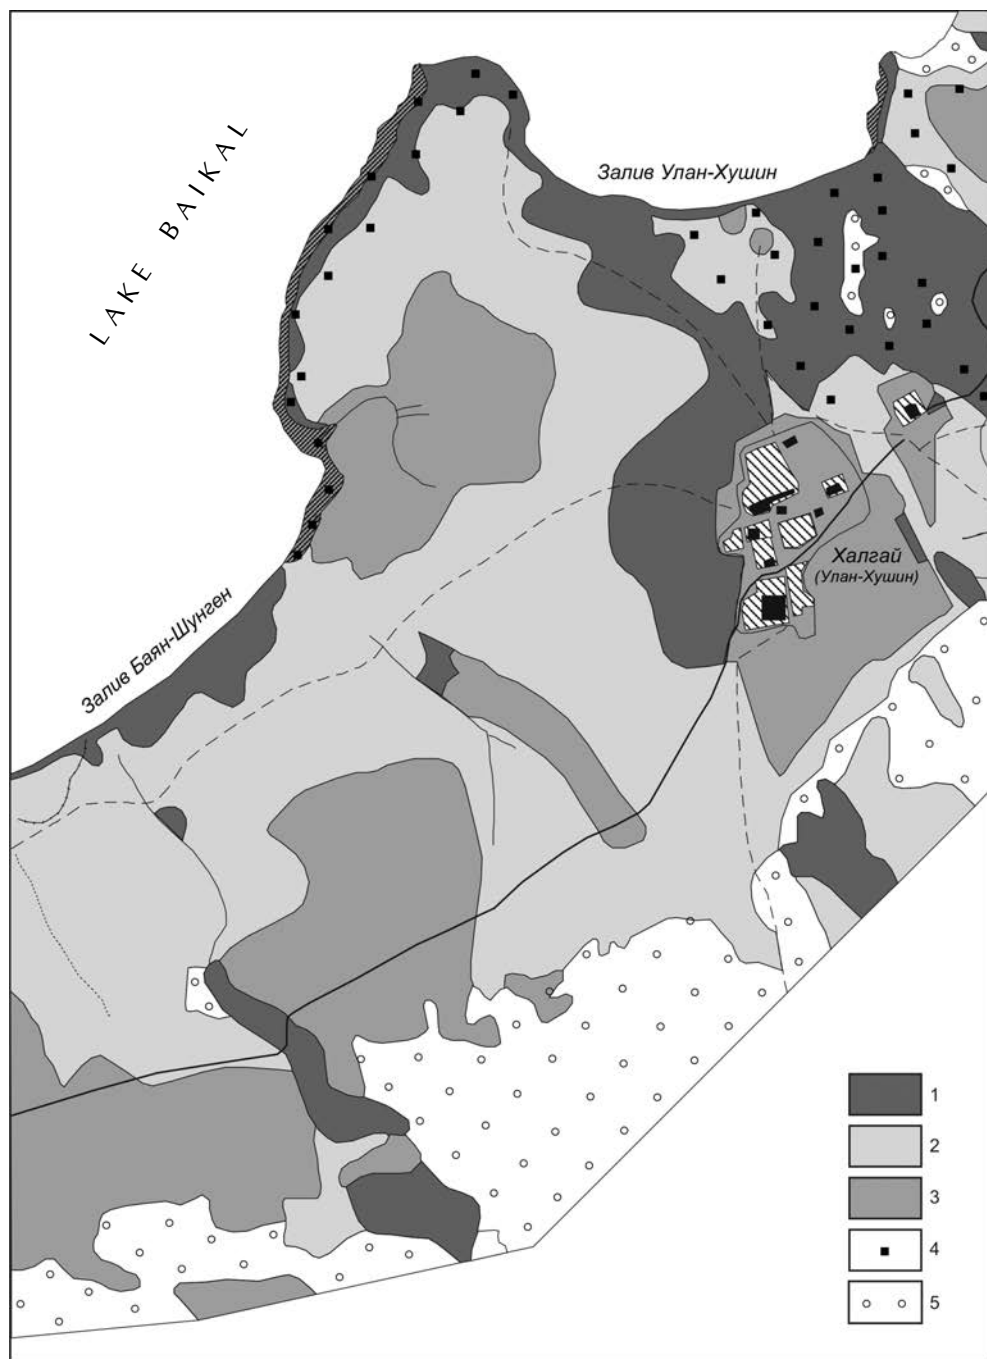 Залив Улан-Хушин
LAKE BAIKAL
Халгай
(Улан-Хушин)
Залив Баян-Шунген
1
2
3
4
5